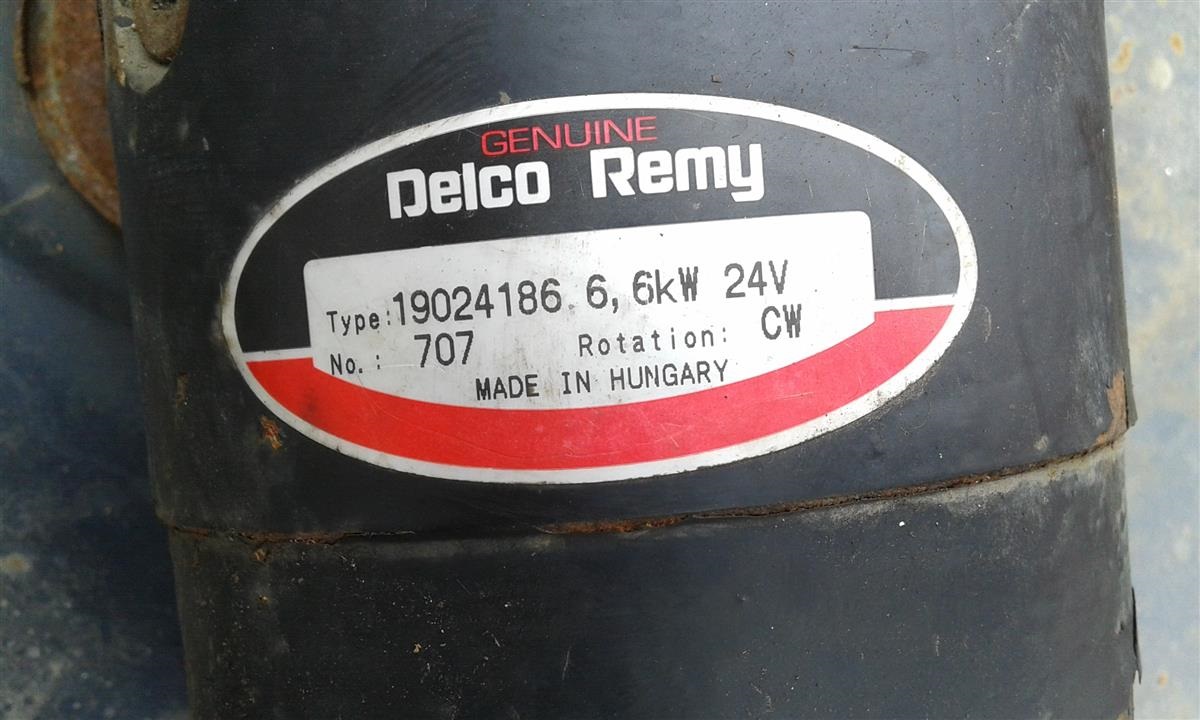 GENUINE
Delco Remy
Type: 19024186 6,6kW 24V
No.: 707 Rotation: CW
MADE IN HUNGARY